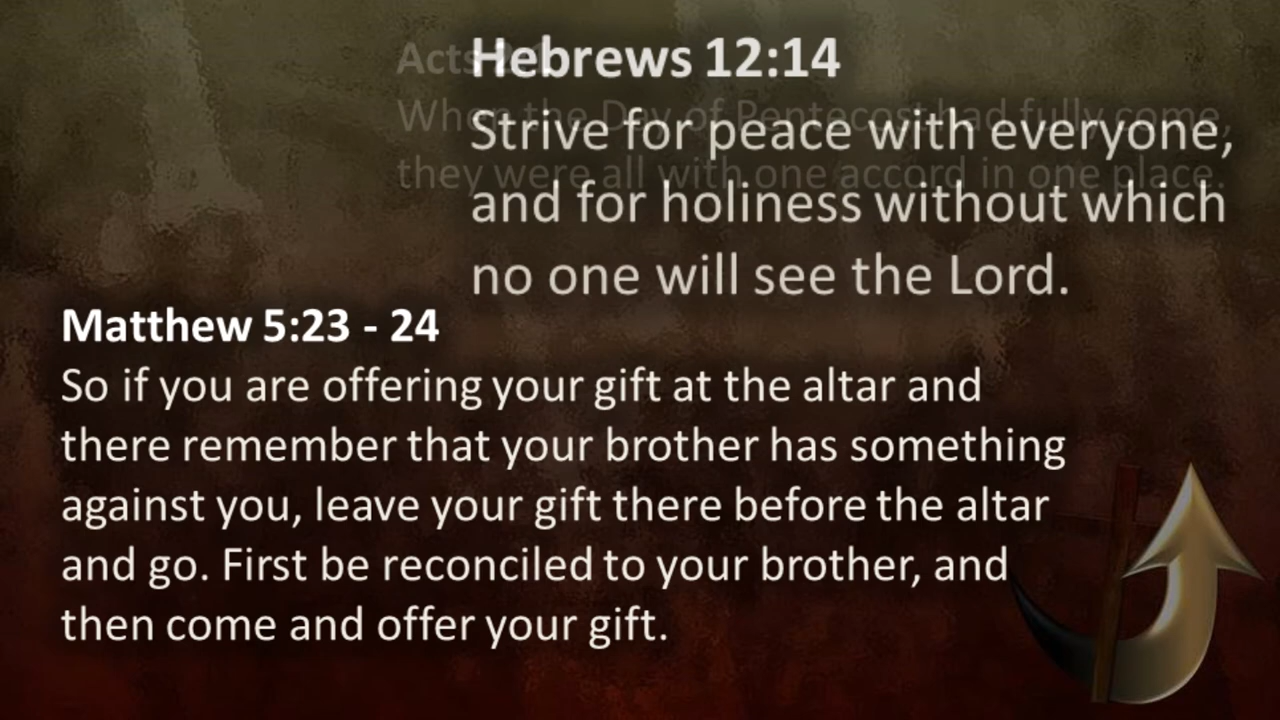 Hebrews 12:14
Strive for peace with everyone,
and for holiness without which
no one will see the Lord.
Acts
When the Day of Pentecost had fully come,
they were all with one accord in one place.
Matthew 5:23 - 24
So if you are offering your gift at the altar and
there remember that your brother has something
against you, leave your gift there before the altar
and go. First be reconciled to your brother, and
then come and offer your gift.